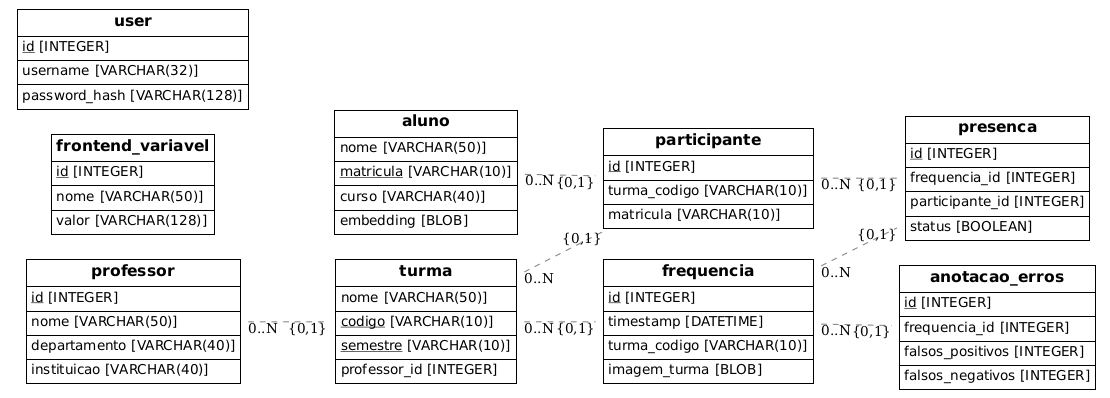 user
id [INTEGER]
username [VARCHAR(32)]
password_hash [VARCHAR(128)]
frontend_variavel
id [INTEGER]
nome [VARCHAR(50)]
valor [VARCHAR(128)]
professor
id [INTEGER]
nome [VARCHAR(50)]
departamento [VARCHAR(40)]
instituicao [VARCHAR(40)]
0..N {0,1}
aluno
nome [VARCHAR(50)]
matricula [VARCHAR(10)]
curso [VARCHAR(40)]
embedding [BLOB]
0..N {0,1}
turma
nome [VARCHAR(50)]
codigo [VARCHAR(10)]
semestre [VARCHAR(10)]
professor_id [INTEGER]
{0,1}
0..N
0..N {0,1}
participante
id [INTEGER]
turma_codigo [VARCHAR(10)]
matricula [VARCHAR(10)]
0..N {0,1}
frequencia
id [INTEGER]
timestamp [DATETIME]
turma_codigo [VARCHAR(10)]
imagem_turma [BLOB]
{0,1}
0..N
0..N {0,1}
presenca
id [INTEGER]
frequencia_id [INTEGER]
participante_id [INTEGER]
status [BOOLEAN]
anotacao_erros
id [INTEGER]
frequencia_id [INTEGER]
falsos_positivos [INTEGER]
falsos_negativos [INTEGER]